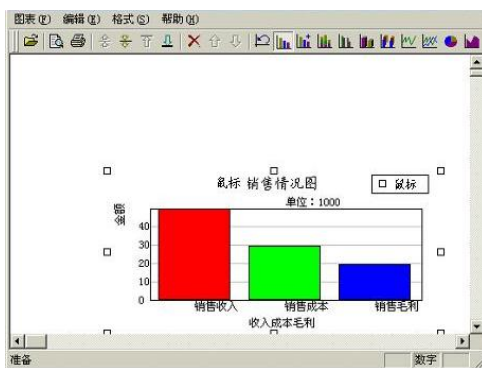 图表(F) 编辑(E) 格式(S) 帮助(H)
鼠标 销售情况图
鼠标
单位：1000
金额
40
30
20
10
0
销售收入 销售成本 销售毛利
收入成本毛利
准备 数字